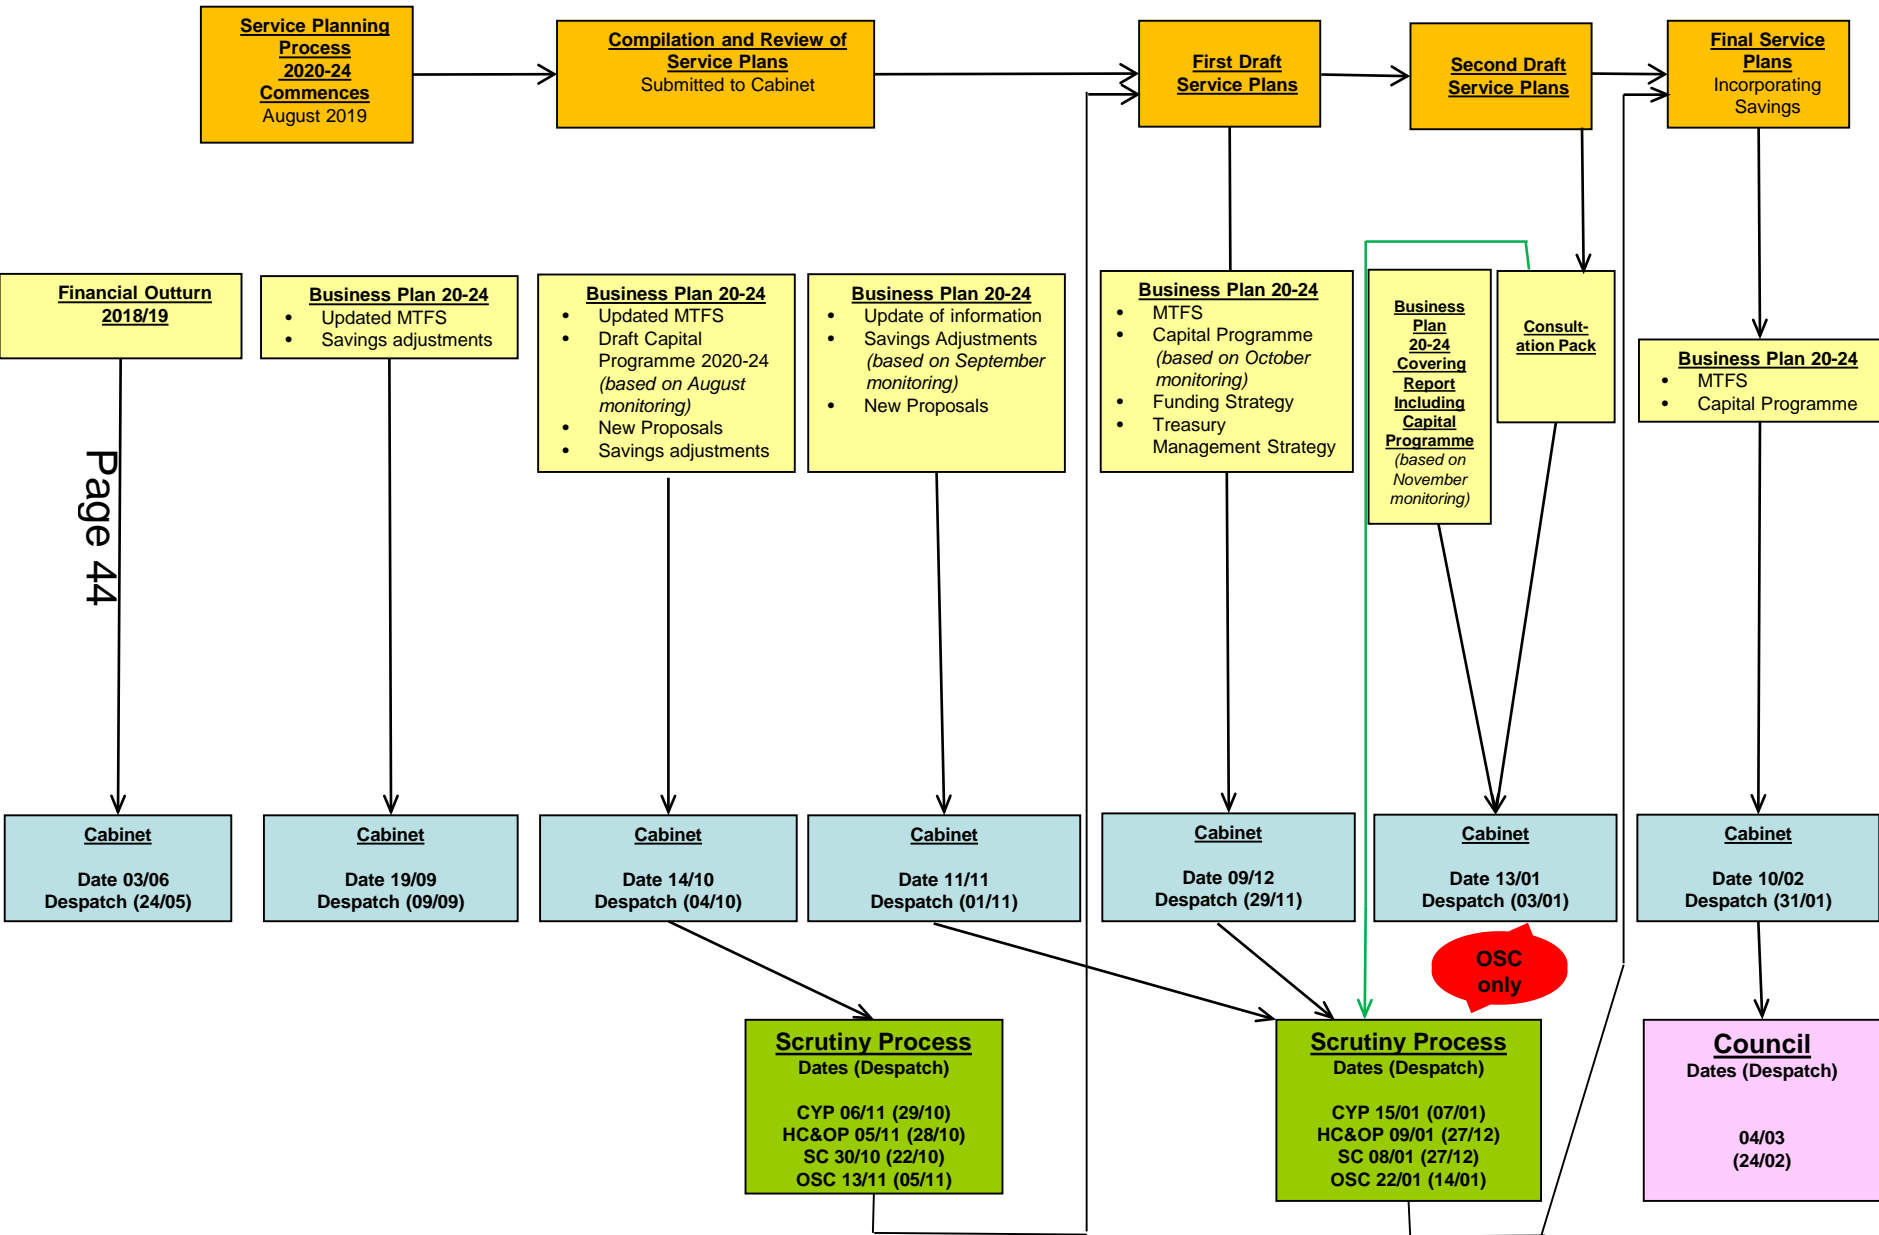 Service Planning
Process
2020-24
Commences
August 2019
Compilation and Review of
Service Plans
Submitted to Cabinet
First Draft
Service Plans
Second Draft
Service Plans
Final Service
Plans
Incorporating
Savings
Financial Outturn
2018/19
Business Plan 20-24
• Updated MTFS
• Savings adjustments
Business Plan 20-24
• Updated MTFS
• Draft Capital
Programme 2020-24
(based on August
monitoring)
• New Proposals
• Savings adjustments
Business Plan 20-24
• Update of information
• Savings Adjustments
(based on September
monitoring)
• New Proposals
Business Plan 20-24
• MTFS
• Capital Programme
(based on October
monitoring)
• Funding Strategy
• Treasury
Management Strategy
Business
Plan
20-24
Covering
Report
Including
Capital
Programme
(based on
November
monitoring)
Consult-
ation Pack
Business Plan 20-24
• MTFS
• Capital Programme
Page 44
Cabinet
Date 03/06
Despatch (24/05)
Cabinet
Date 19/09
Despatch (09/09)
Cabinet
Date 14/10
Despatch (04/10)
Cabinet
Date 11/11
Despatch (01/11)
Cabinet
Date 09/12
Despatch (29/11)
Cabinet
Date 13/01
Despatch (03/01)
Cabinet
Date 10/02
Despatch (31/01)
OSC
only
Scrutiny Process
Dates (Despatch)
CYP 06/11 (29/10)
HC&OP 05/11 (28/10)
SC 30/10 (22/10)
OSC 13/11 (05/11)
Scrutiny Process
Dates (Despatch)
CYP 15/01 (07/01)
HC&OP 09/01 (27/12)
SC 08/01 (27/12)
OSC 22/01 (14/01)
Council
Dates (Despatch)
04/03
(24/02)